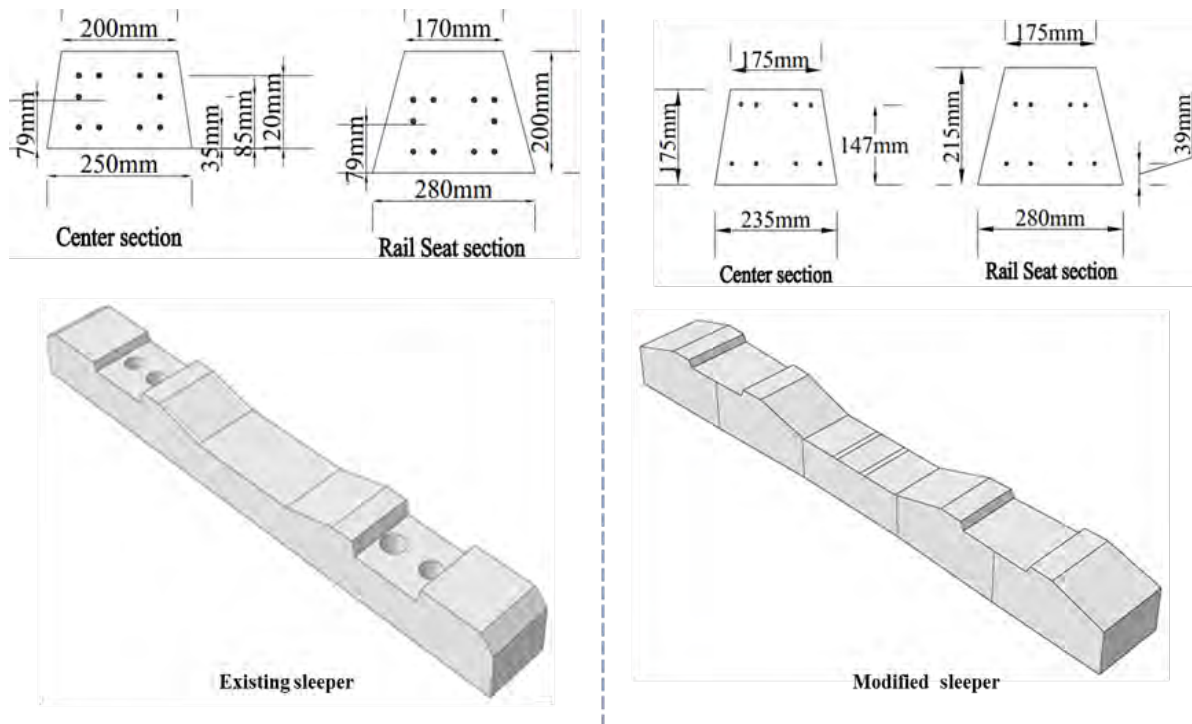 200mm
79mm
35mm
85mm
120mm
250mm
Center section
170mm
79mm
200mm
280mm
Rail Seat section
175mm
175mm
147mm
235mm
Center section
175mm
215mm
39mm
280mm
Rail Seat section
Existing sleeper
Modified sleeper